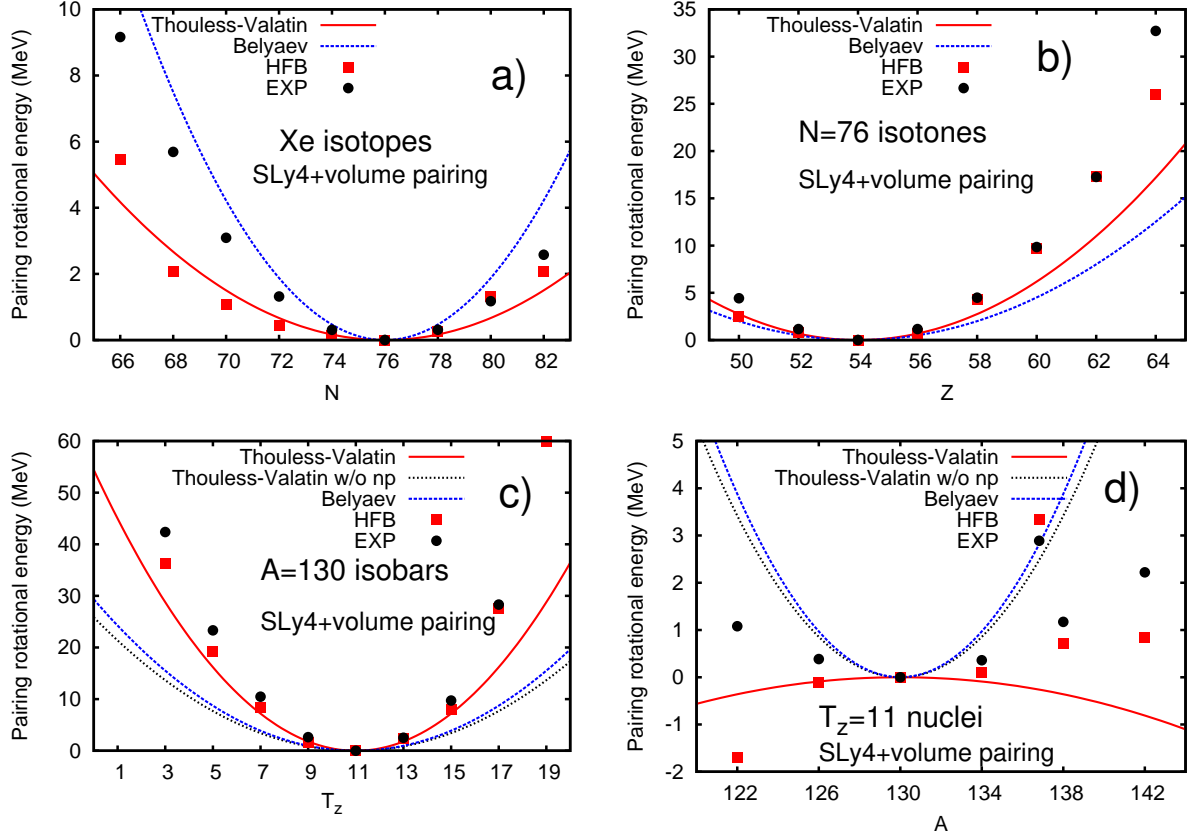 Thouless-Valatin
Belyaev
HFB
EXP
a)
Xe isotopes
SLy4+volume pairing
Pairing rotational energy (MeV)
10
8
6
4
2
0
66 68 70 72 74 76 78 80 82
N
Thouless-Valatin
Belyaev
HFB
EXP
b)
N=76 isotones
SLy4+volume pairing
Pairing rotational energy (MeV)
35
30
25
20
15
10
5
0
50 52 54 56 58 60 62 64
Z
Thouless-Valatin
Thouless-Valatin w/o np
Belyaev
HFB
EXP
c)
A=130 isobars
SLy4+volume pairing
Pairing rotational energy (MeV)
60
50
40
30
20
10
0
1 3 5 7 9 11 13 15 17 19
Tz
Thouless-Valatin
Thouless-Valatin w/o np
Belyaev
HFB
EXP
d)
Tz=11 nuclei
SLy4+volume pairing
Pairing rotational energy (MeV)
5
4
3
2
1
0
-1
-2
122 126 130 134 138 142
A